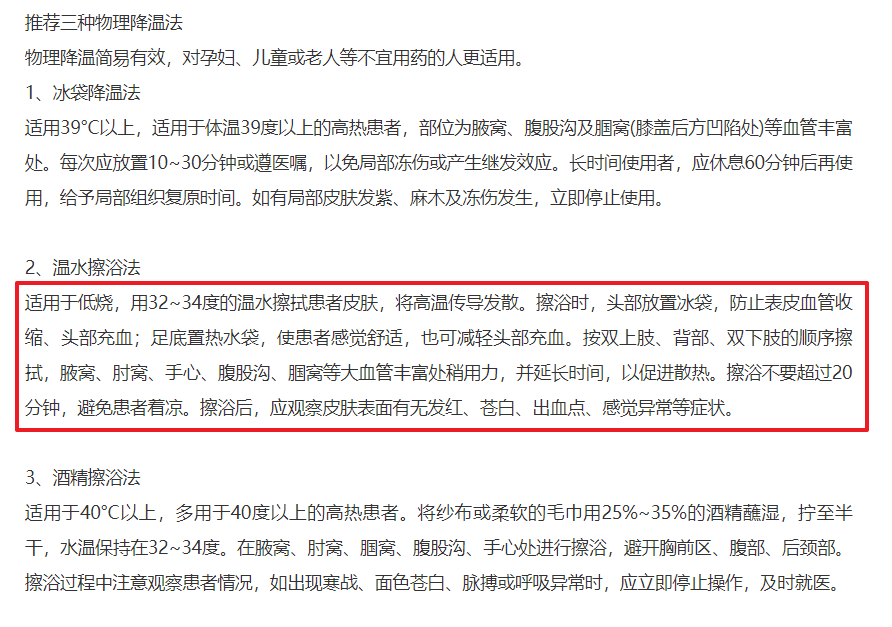 推荐三种物理降温法
物理降温简易有效，对孕妇、儿童或老人等不宜用药的人更适用。
1、冰袋降温法
适用39°C以上，适用于体温39度以上的高热患者，部位为腋窝、腹股沟及腘窝(膝盖后方凹陷处)等血管丰富
处。每次应放置10~30分钟或遵医嘱，以免局部冻伤或产生继发效应。长时间使用者，应休息60分钟后再使
用，给予局部组织复原时间。如有局部皮肤发紫、麻木及冻伤发生，立即停止使用。
2、温水擦浴法
适用于低烧，用32~34度的温水擦拭患者皮肤，将高温传导发散。擦浴时，头部放置冰袋，防止表皮血管收
缩、头部充血；足底置热水袋，使患者感觉舒适，也可减轻头部充血。按双上肢、背部、双下肢的顺序擦
拭，腋窝、肘窝、手心、腹股沟、腘窝等大血管丰富处稍用力，并延长时间，以促进散热。擦浴不要超过20
分钟，避免患者着凉。擦浴后，应观察皮肤表面有无发红、苍白、出血点、感觉异常等症状。
3、酒精擦浴法
适用于40°C以上，多用于40度以上的高热患者。将纱布或柔软的毛巾用25%~35%的酒精蘸湿，拧至半
干，水温保持在32~34度。在腋窝、肘窝、腘窝、腹股沟、手心处进行擦浴，避开胸前区、腹部、后颈部。
擦浴过程中注意观察患者情况，如出现寒战、面色苍白、脉搏或呼吸异常时，应立即停止操作，及时就医。